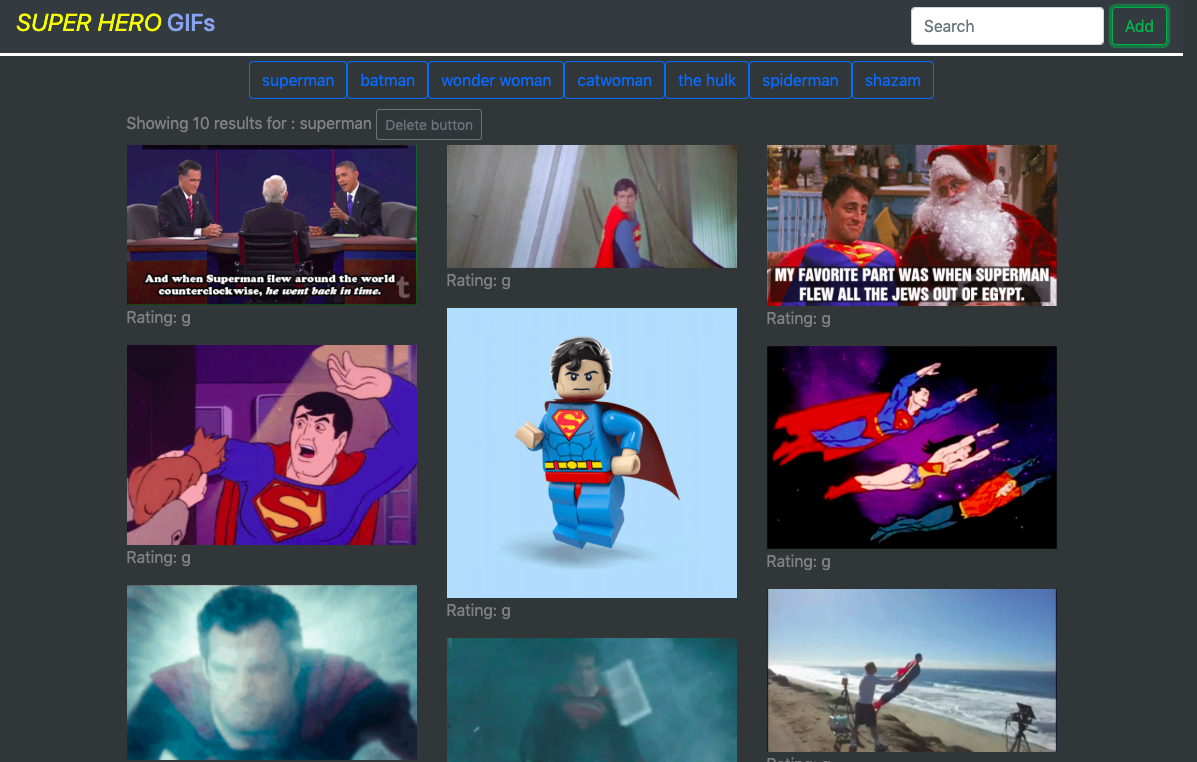 SUPER HERO GIFs
Search
Add
superman
batman
wonder woman
catwoman
the hulk
spiderman
shazam
Showing 10 results for : superman
Delete button
And when Superman flew around the world
counterclockwise, he went back in time.
t
Rating: g
Rating: g
MY FAVORITE PART WAS WHEN SUPERMAN
FLEW ALL THE JEWS OUT OF EGYPT.
Rating: g
Rating: g
Rating: g
Rating: g
Rating: g